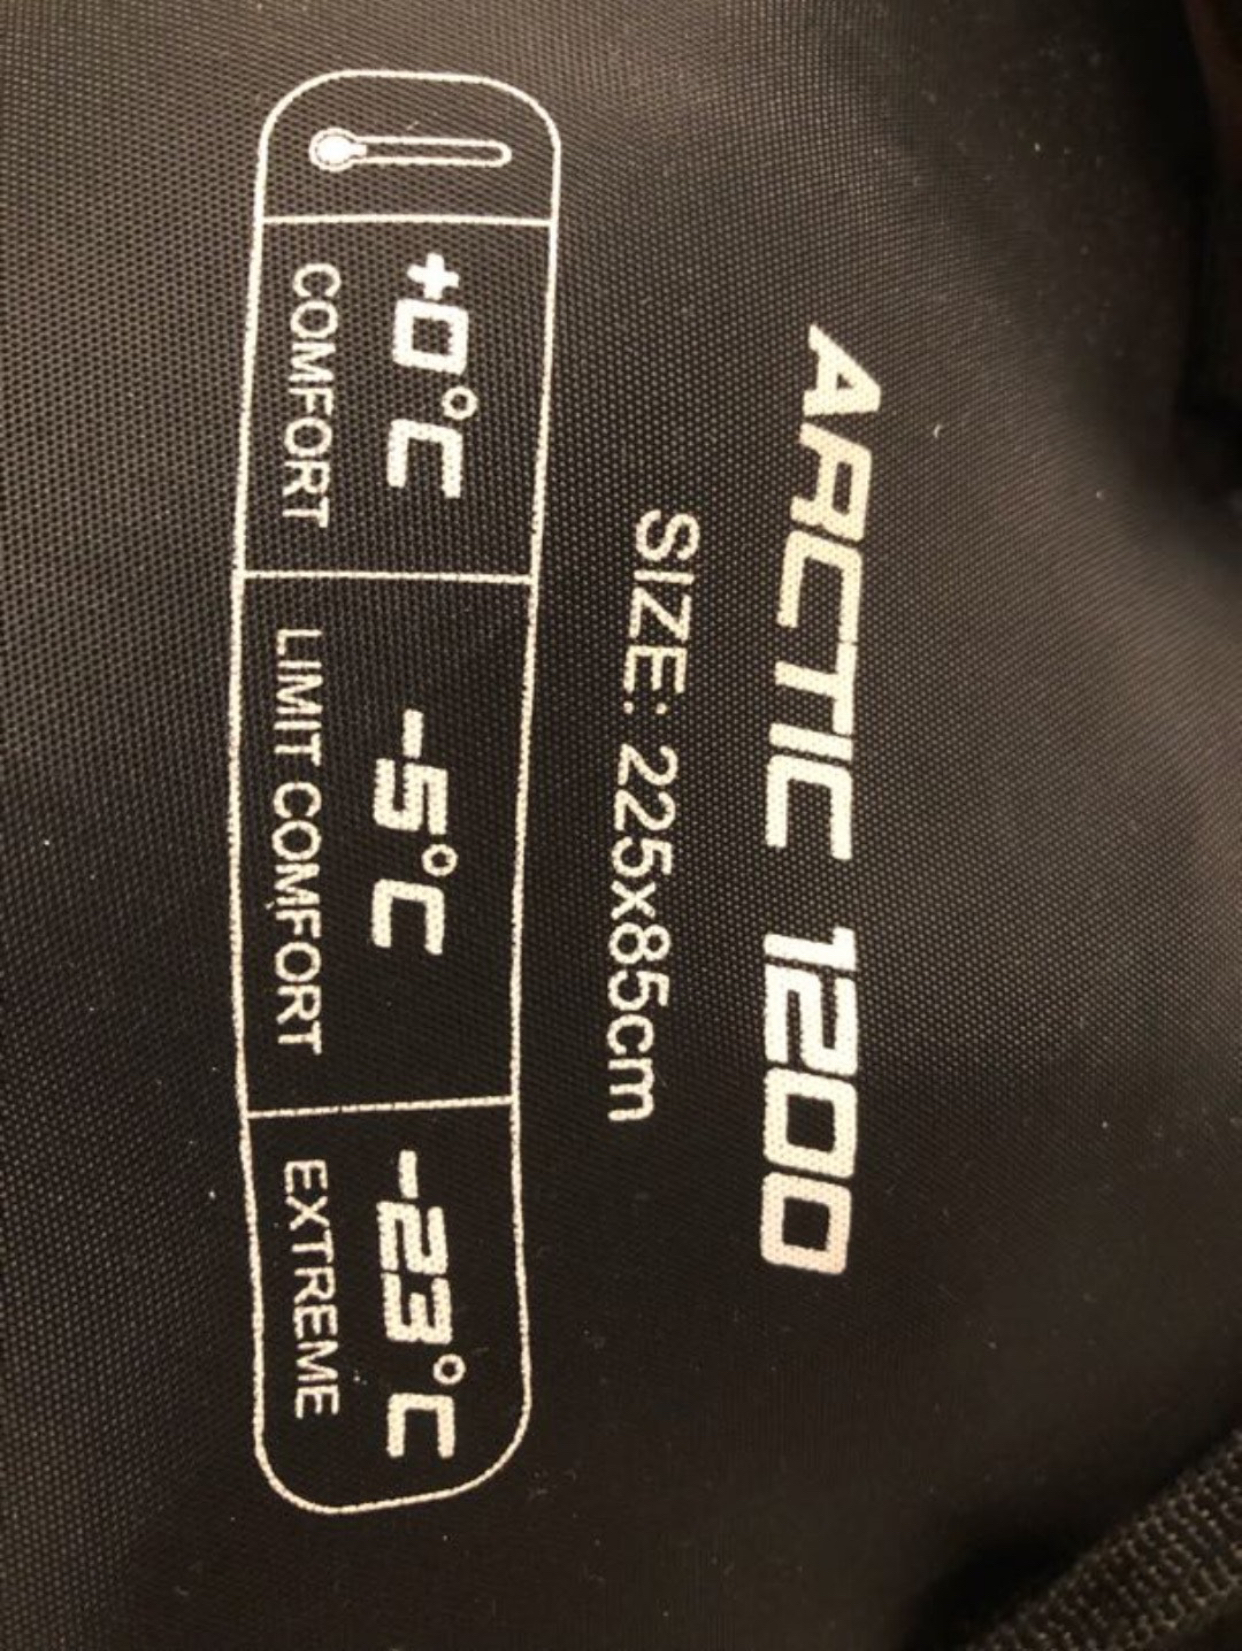 ARCTIC 1200
SIZE: 225x85cm
+0°C -5°C -23°C
COMFORT LIMIT COMFORT EXTREME